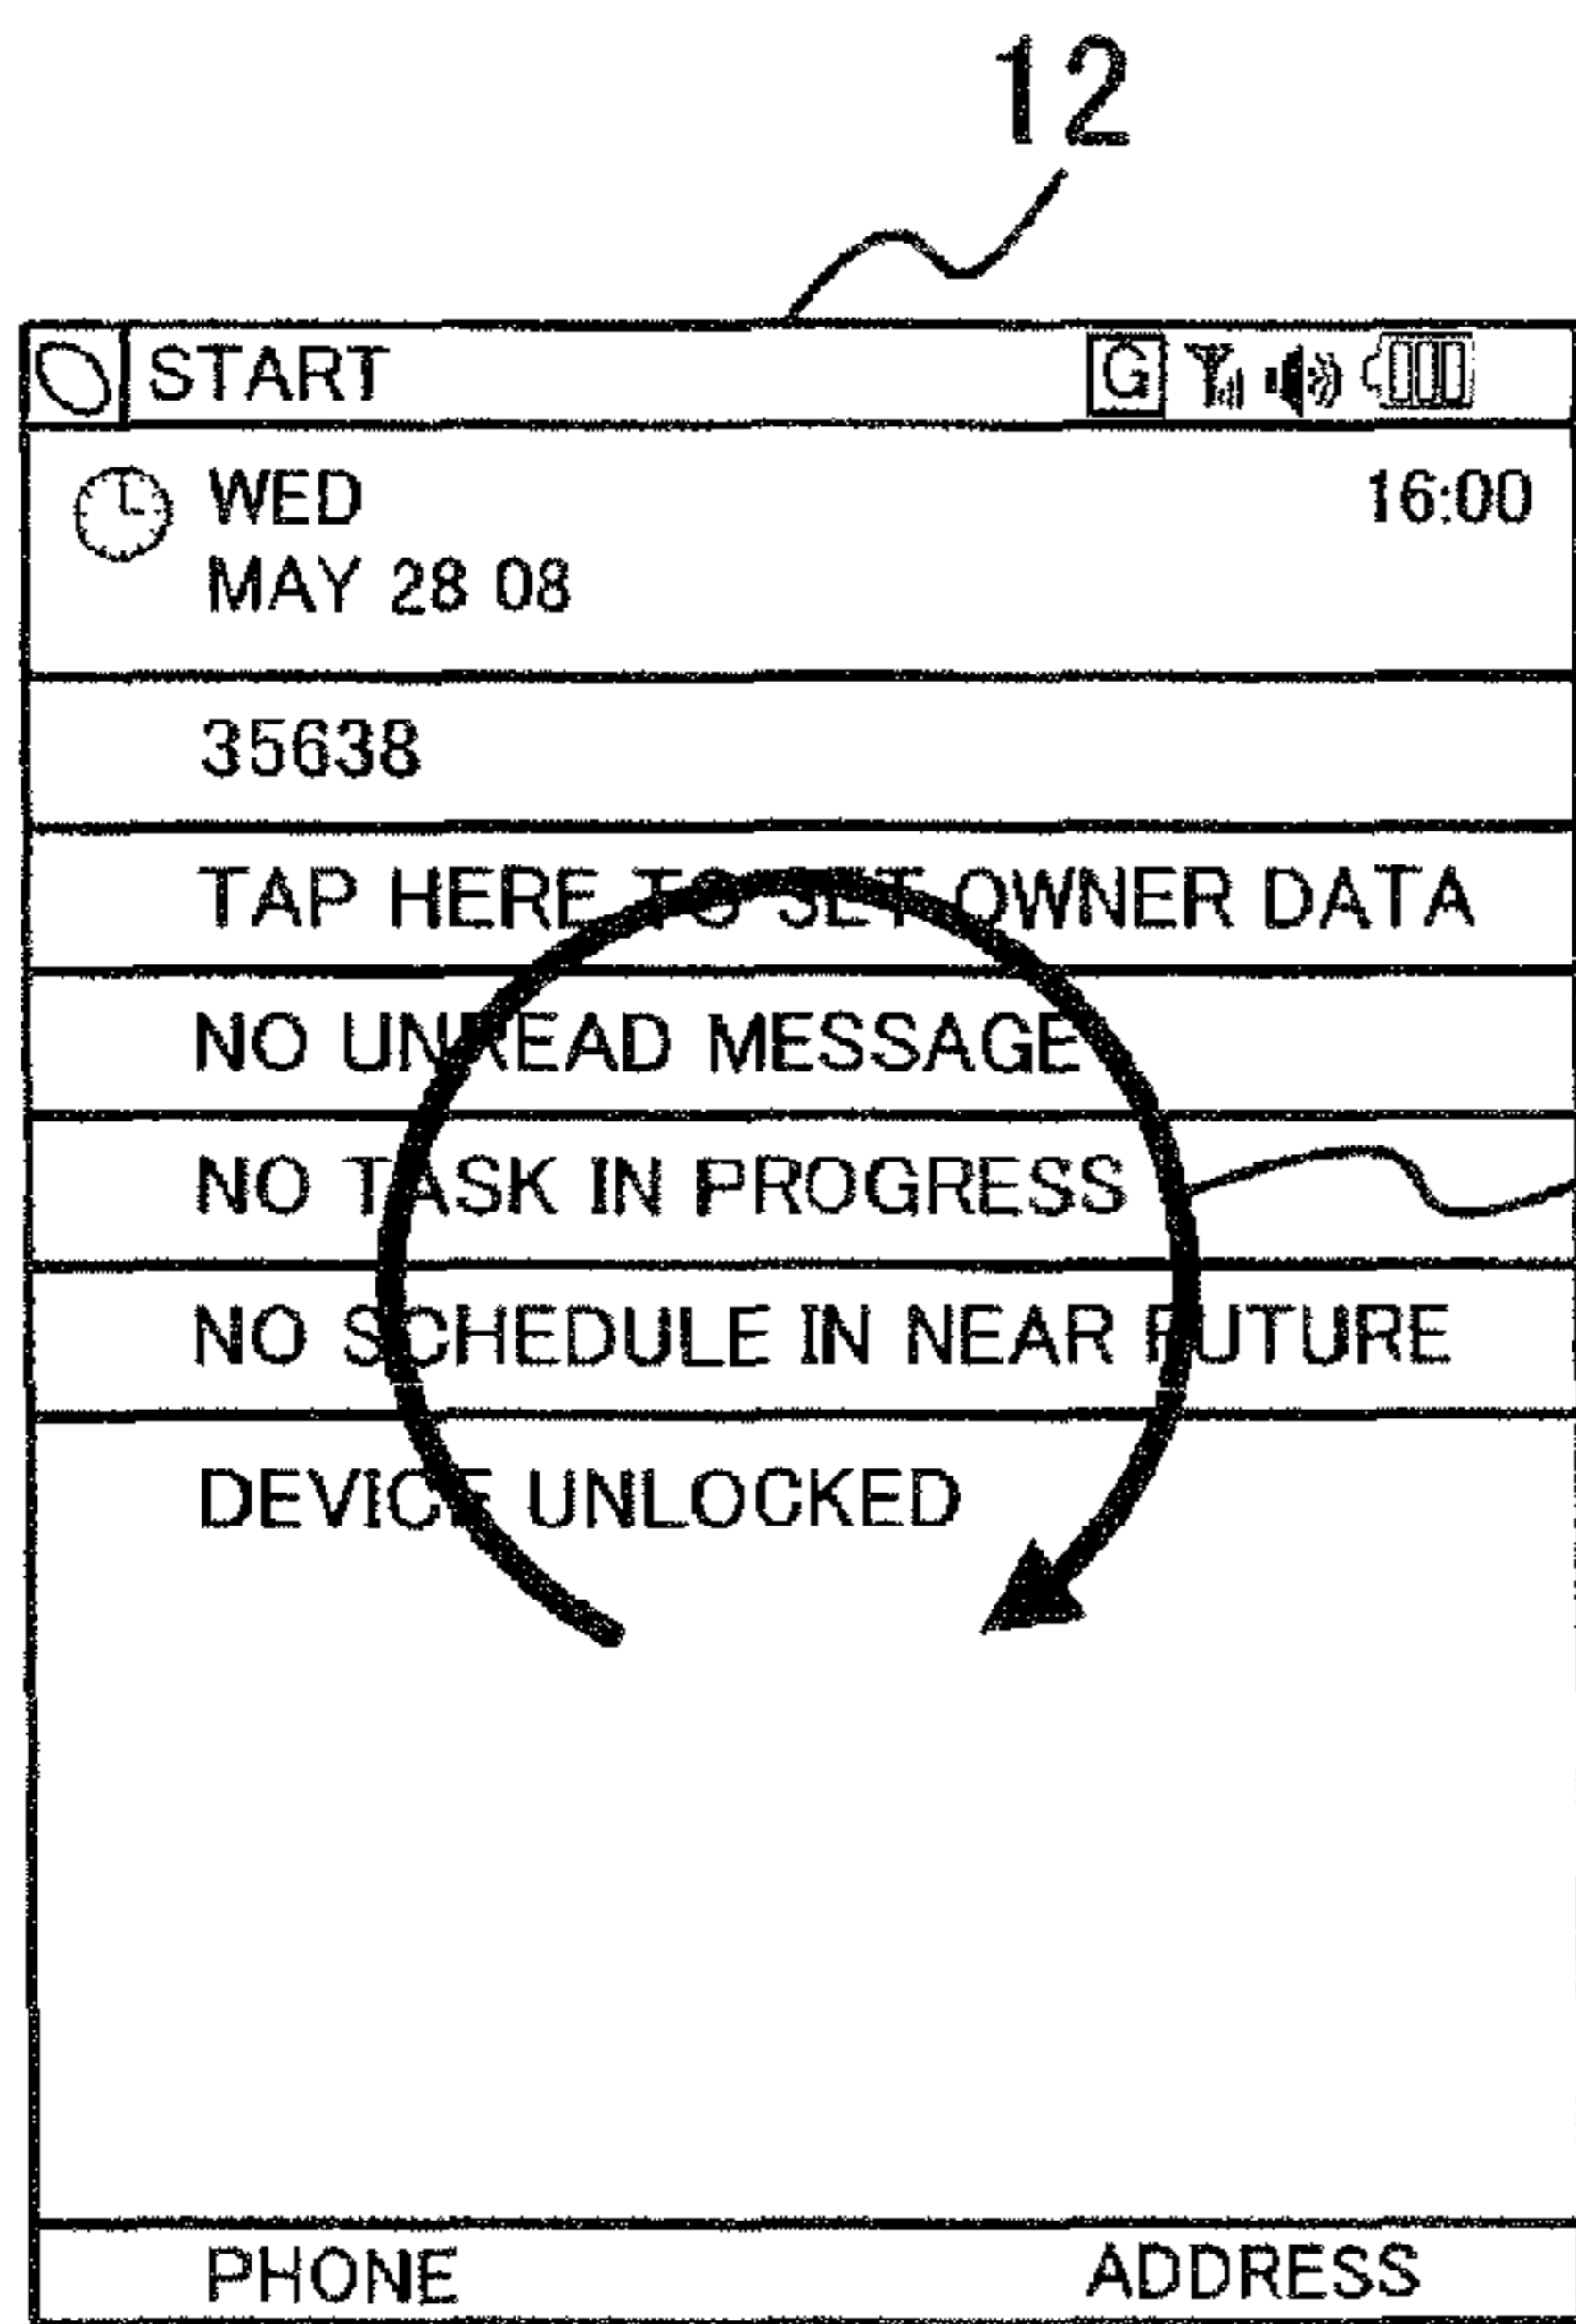 12
START G
WED 16:00
MAY 28 08
35638
TAP HERE TO SET OWNER DATA
NO UNREAD MESSAGE
NO TASK IN PROGRESS
NO SCHEDULE IN NEAR FUTURE
DEVICE UNLOCKED
PHONE ADDRESS